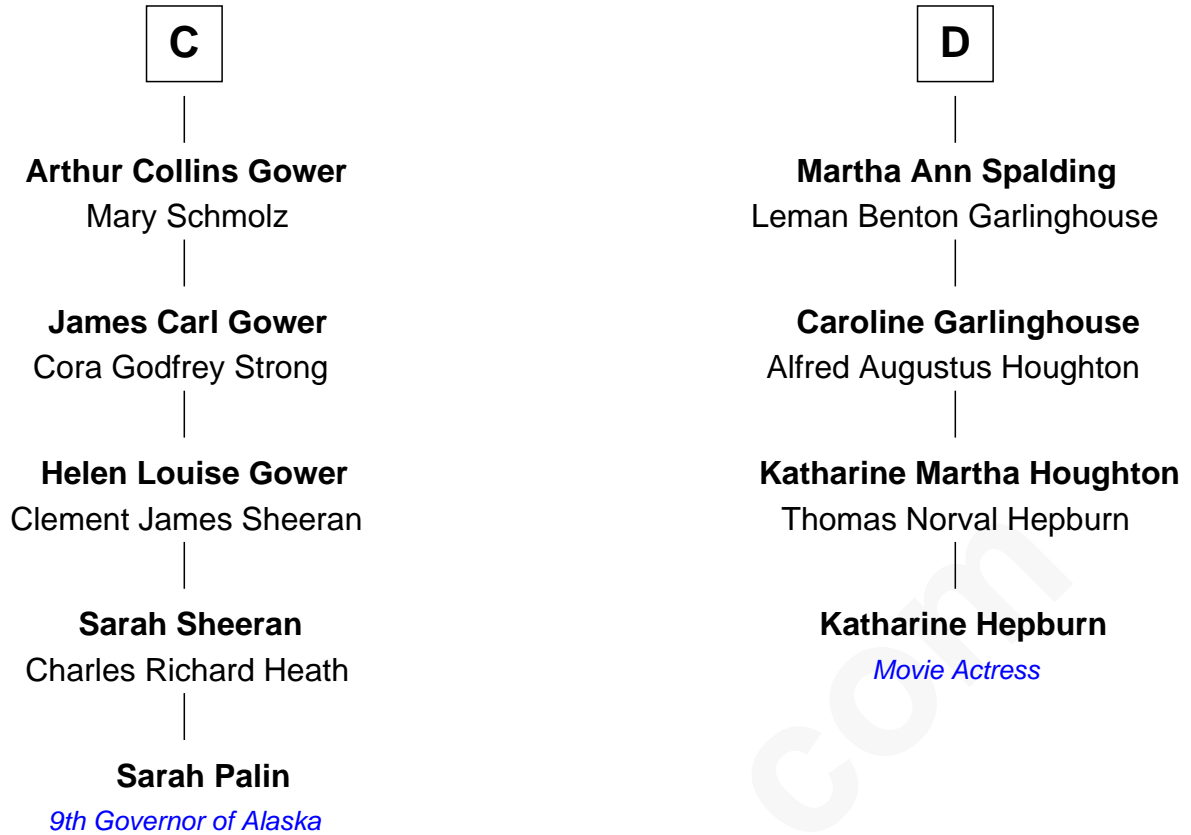 C
Arthur Collins Gower
Mary Schmolz
James Carl Gower
Cora Godfrey Strong
Helen Louise Gower
Clement James Sheeran
Sarah Sheeran
Charles Richard Heath
Sarah Palin
9th Governor of Alaska
D
Martha Ann Spalding
Leman Benton Garlinghouse
Caroline Garlinghouse
Alfred Augustus Houghton
Katharine Martha Houghton
Thomas Norval Hepburn
Katharine Hepburn
Movie Actress
com